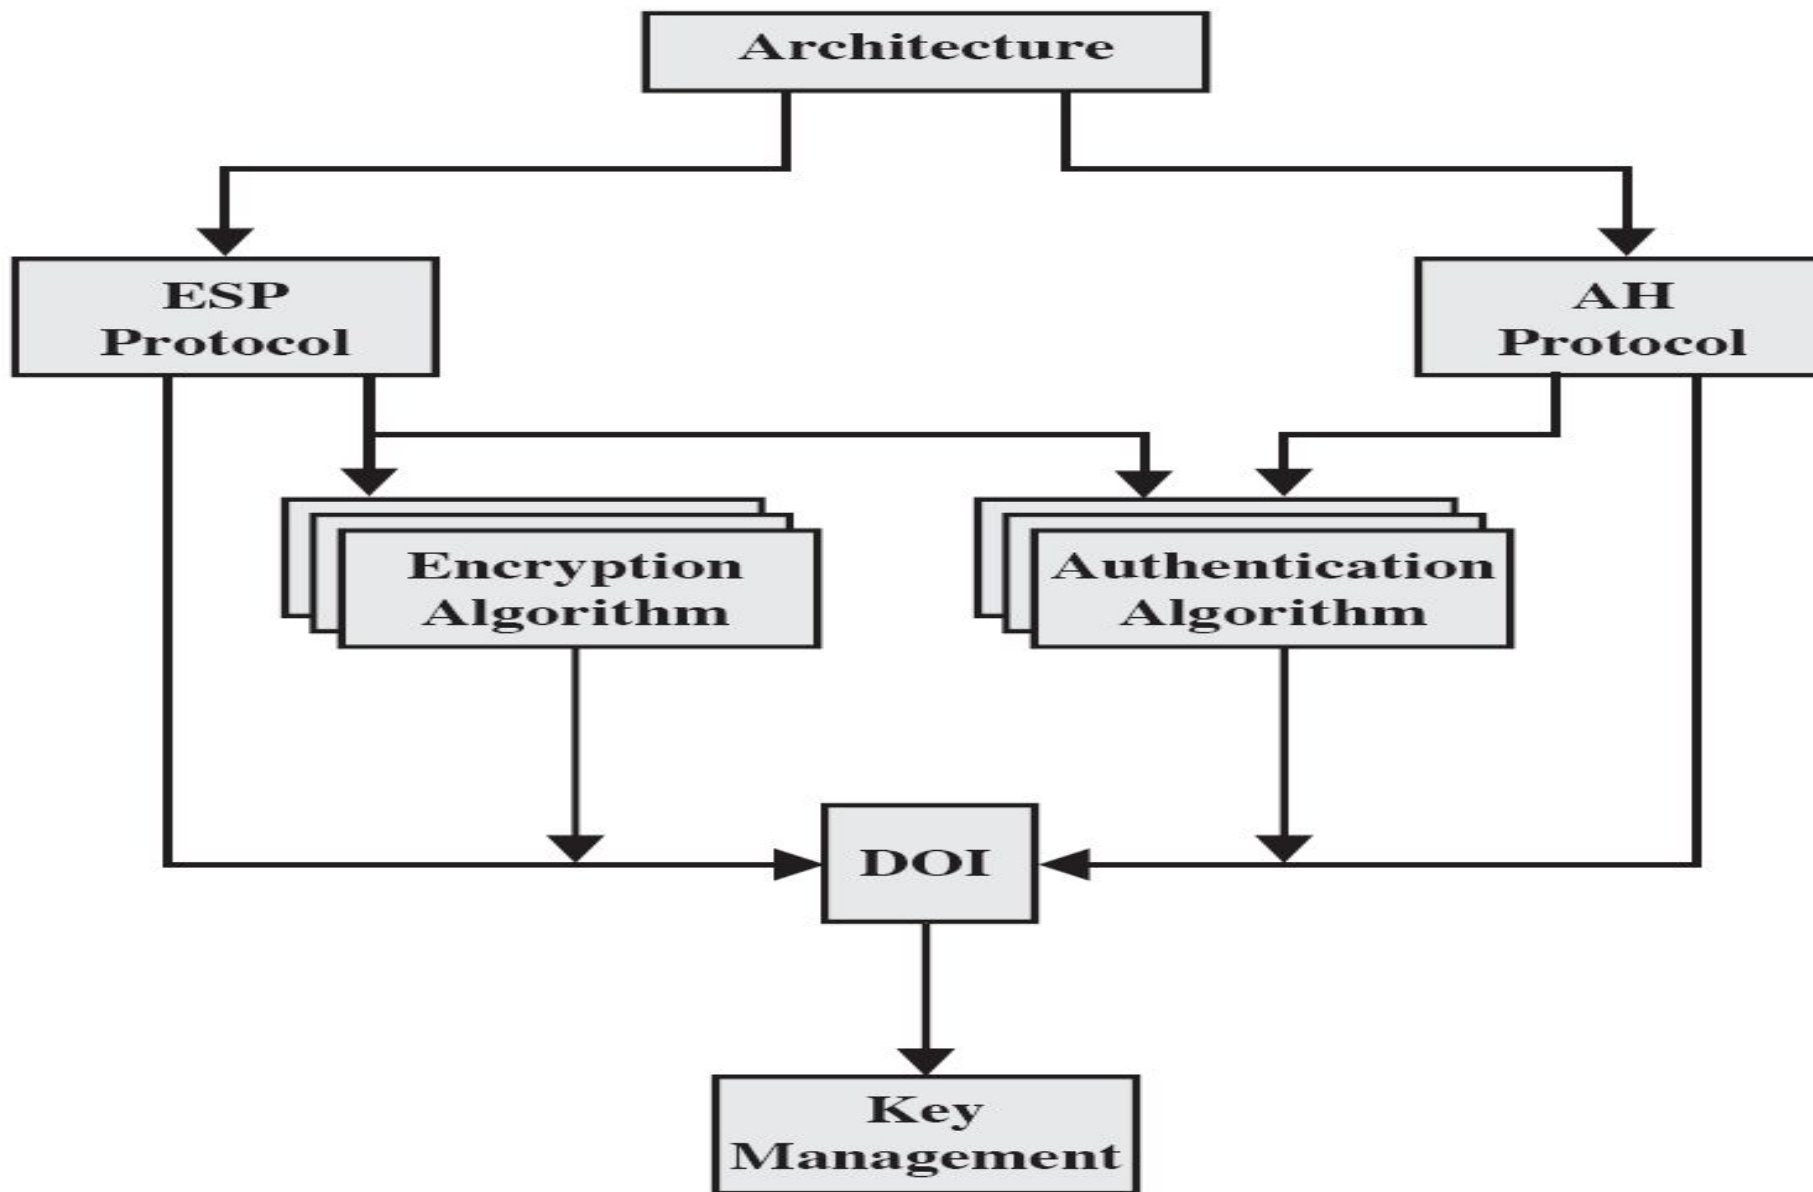 Architecture
ESP
Protocol
AH
Protocol
Encryption
Algorithm
Authentication
Algorithm
DOI
Key
Management